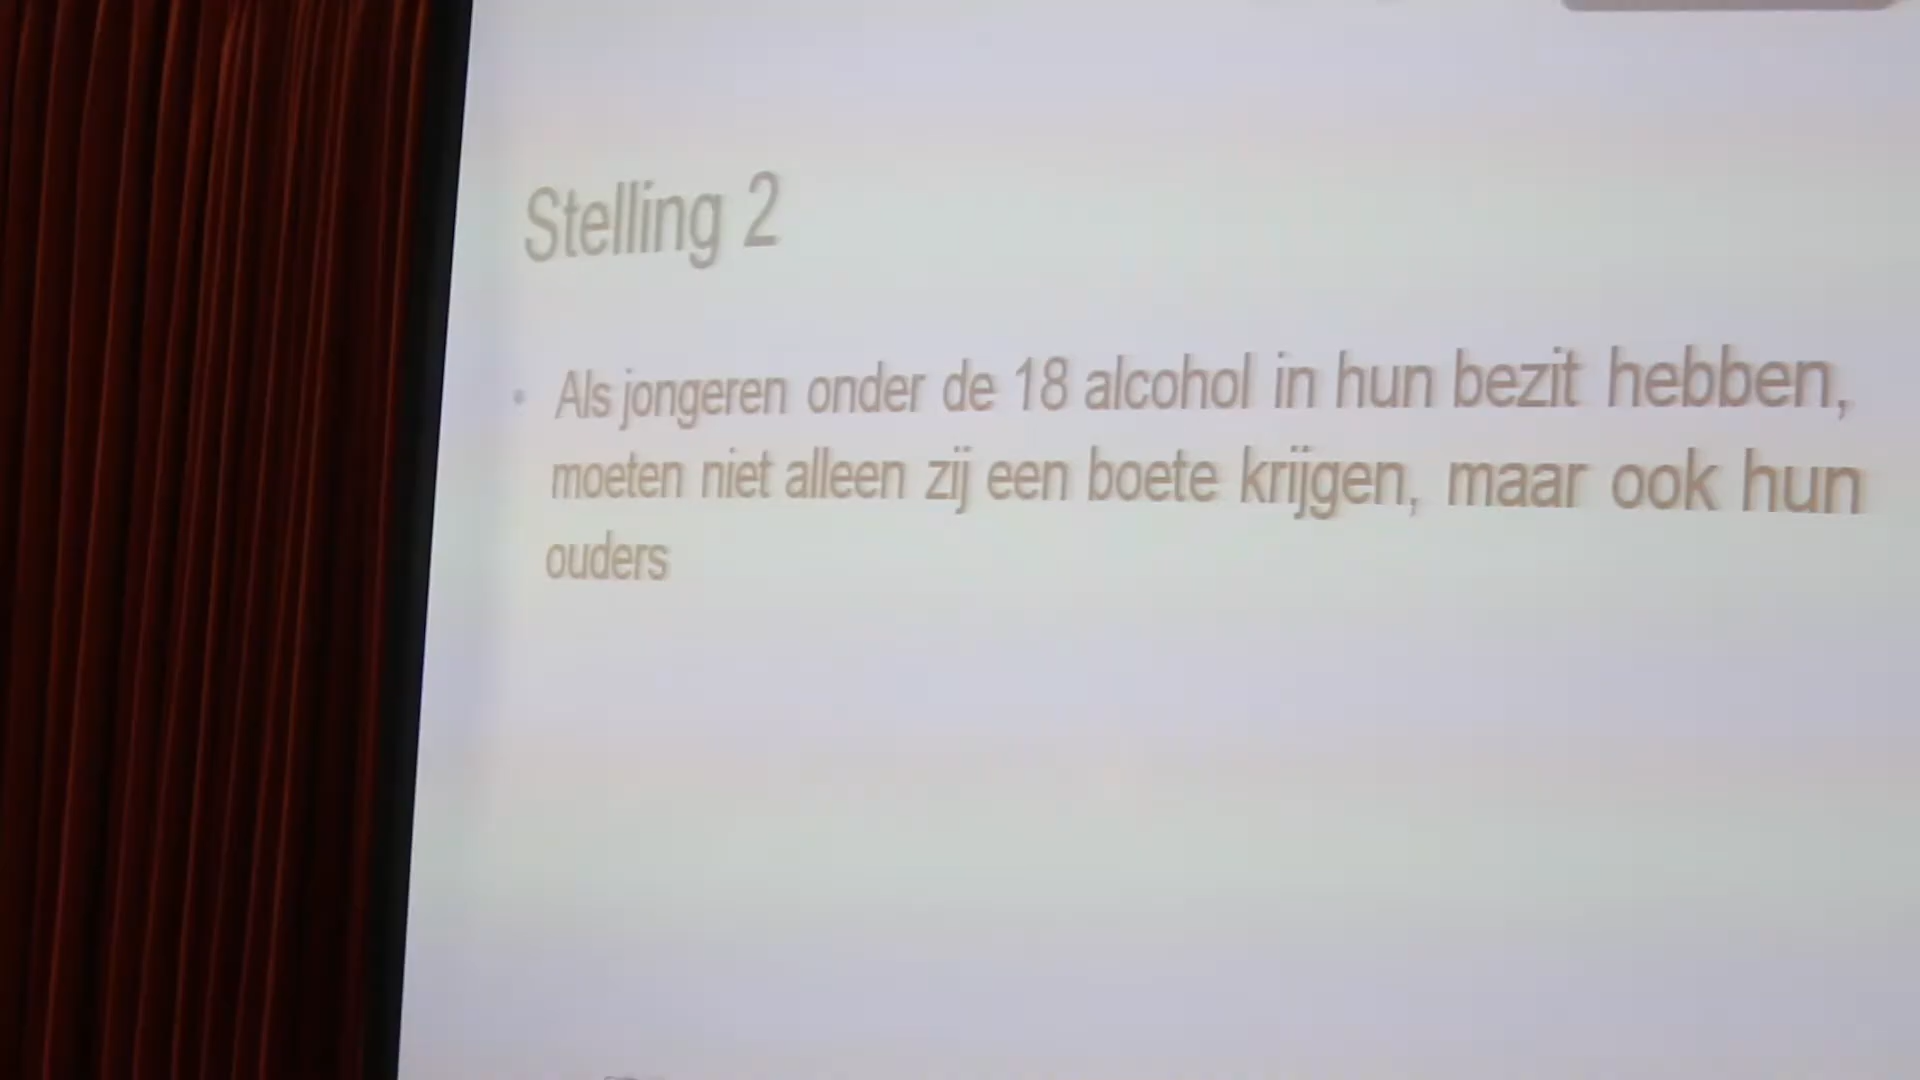 Stelling 2
• Als jongeren onder de 18 alcohol in hun bezit hebben,
moeten niet alleen zij een boete krijgen, maar ook hun
ouders